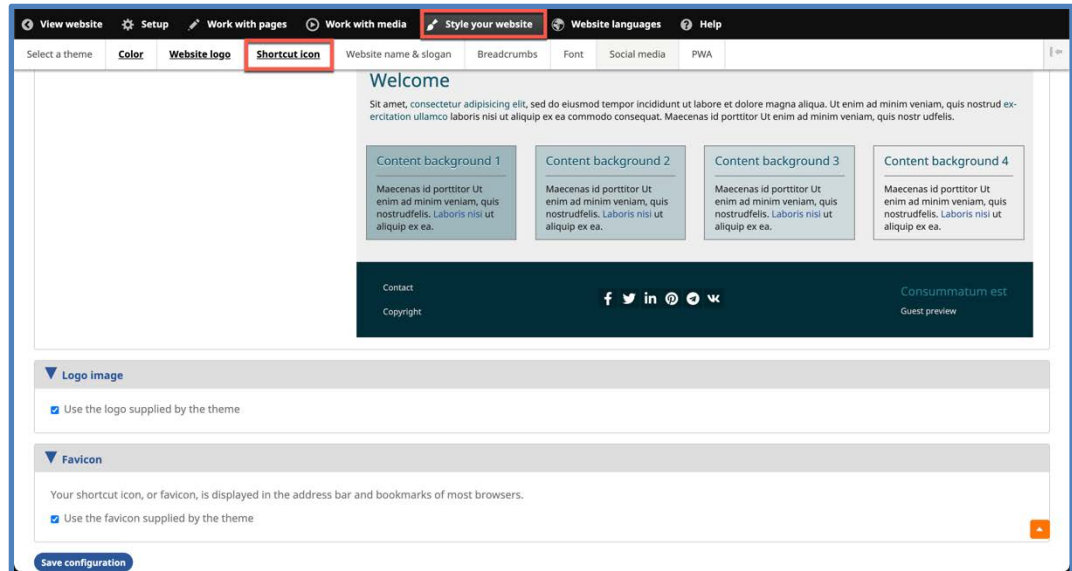 View website Setup Work with pages Work with media Style your website Website languages Help
Select a theme Color Website logo Shortcut icon Website name & slogan Breadcrumbs Font Social media PWA
Welcome
Sit amet, consectetur adipisicing elit, sed do eiusmod tempor incididunt ut labore et dolore magna aliqua. Ut enim ad minim veniam, quis nostrud ex-
ercitation ullamco laboris nisi ut aliquip ex ea commodo consequat. Maecenas id porttitor Ut enim ad minim veniam, quis nostr udfelis.
Content background 1
Maecenas id porttitor Ut
enim ad minim veniam, quis
nostrudfelis. Laboris nisi ut
aliquip ex ea.
Content background 2
Maecenas id porttitor Ut
enim ad minim veniam, quis
nostrudfelis. Laboris nisi ut
aliquip ex ea.
Content background 3
Maecenas id porttitor Ut
enim ad minim veniam, quis
nostrudfelis. Laboris nisi ut
aliquip ex ea.
Content background 4
Maecenas id porttitor Ut
enim ad minim veniam, quis
nostrudfelis. Laboris nisi ut
aliquip ex ea.
Contact
Copyright
Consummatum est
Guest preview
Logo image
Use the logo supplied by the theme
Favicon
Your shortcut icon, or favicon, is displayed in the address bar and bookmarks of most browsers.
Use the favicon supplied by the theme
Save configuration